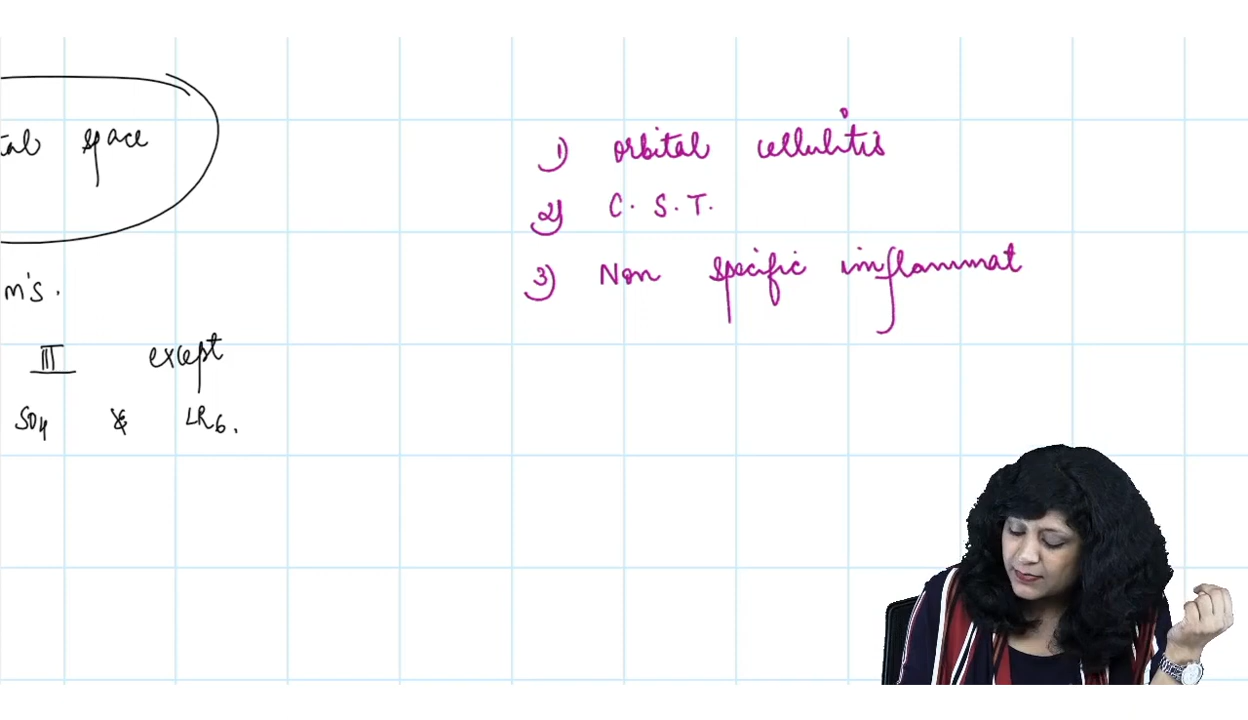 tal space
m's.
III except
SO4 & LR6.
1) orbital cellulitis
2) C. S. T.
3) Non specific inflammat